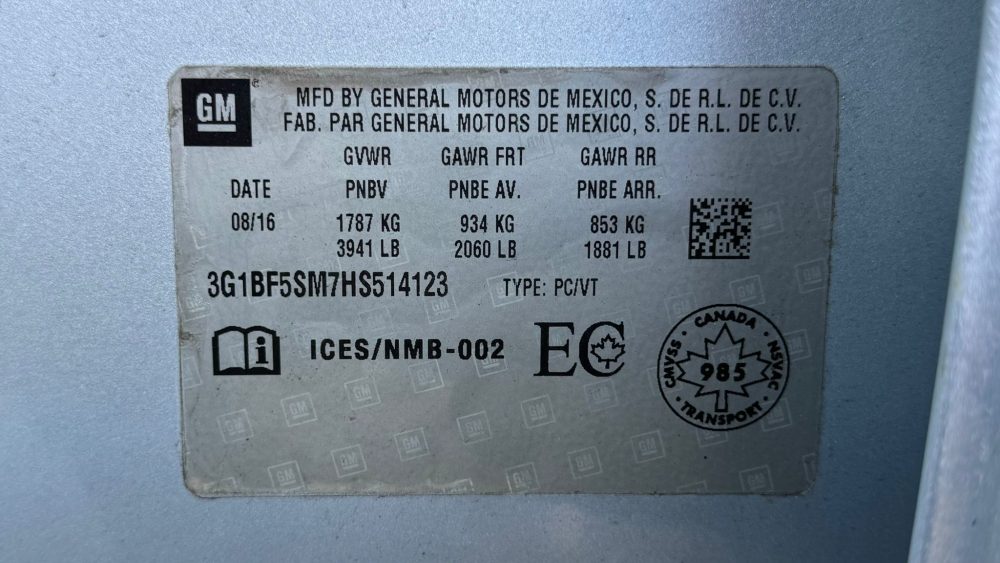 GM
MFD BY GENERAL MOTORS DE MEXICO, S. DE R.L. DE C.V.
FAB. PAR GENERAL MOTORS DE MEXICO, S. DE R.L. DE C.V.
GVWR GAWR FRT GAWR RR
DATE PNBV PNBE AV. PNBE ARR.
08/16 1787 KG 934 KG 853 KG
3941 LB 2060 LB 1881 LB
3G1BF5SM7HS514123 TYPE: PC/VT
i ICES/NMB-002 EC
CANADA
CMVSS 985 NSVAC
TRANSPORT